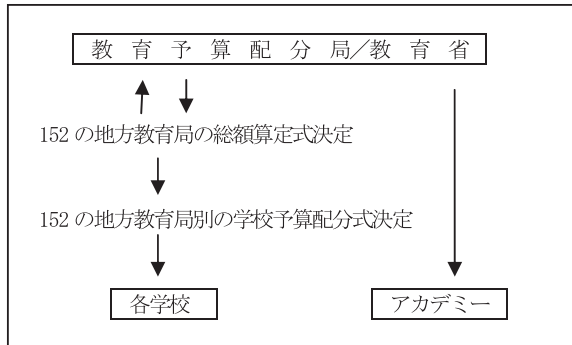 教育予算配分局／教育省
152の地方教育局の総額算定式決定
152の地方教育局別の学校予算配分式決定
各学校 アカデミー